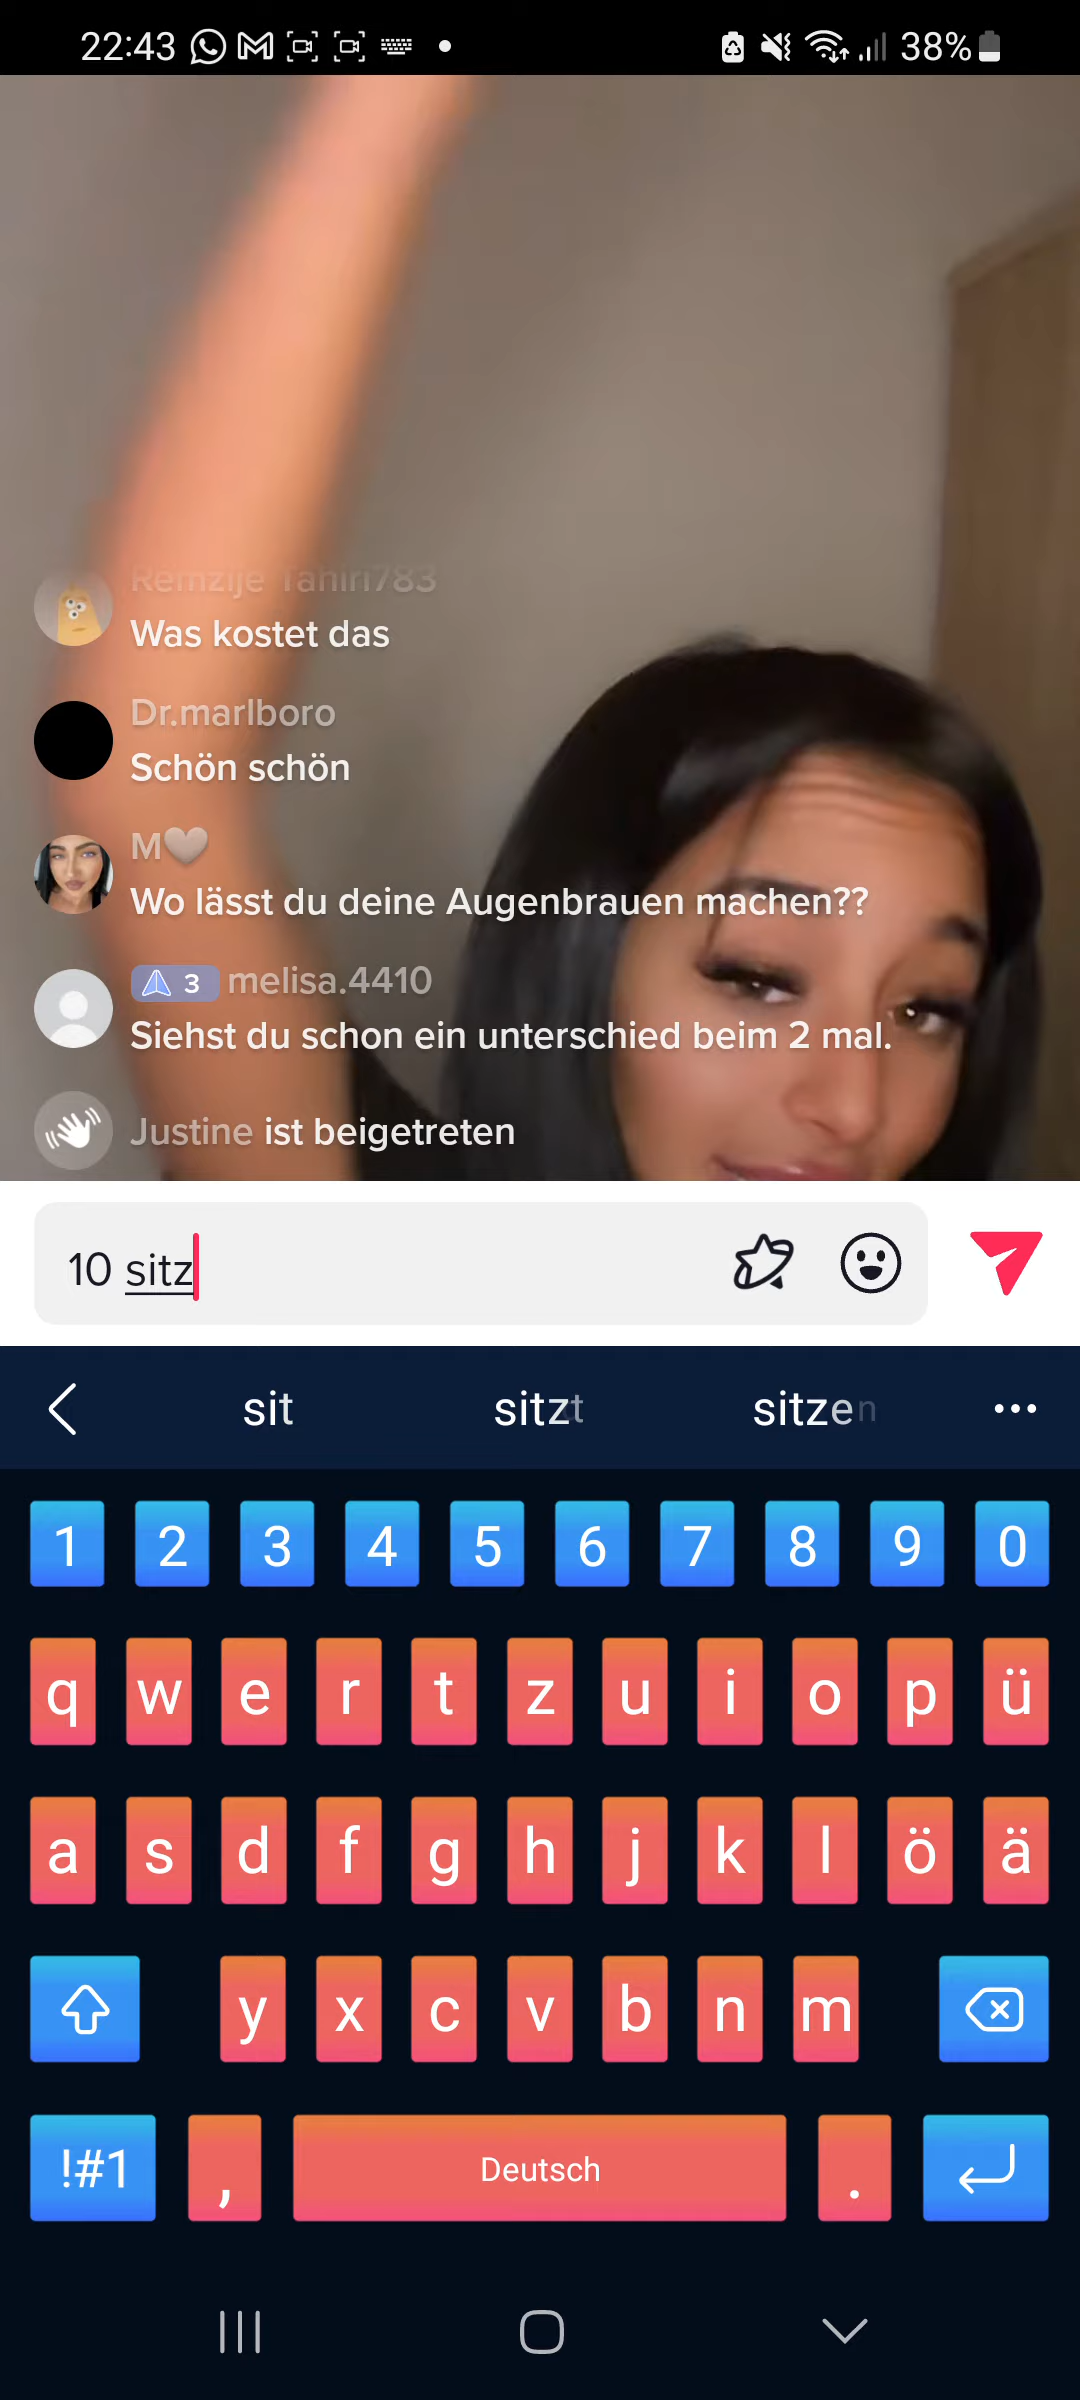 22:43 38%
Remzije Tahiri783
Was kostet das
Dr.marlboro
Schön schön
M🤍
Wo lässt du deine Augenbrauen machen??
3 melisa.4410
Siehst du schon ein unterschied beim 2 mal.
Justine ist beigetreten
10 sitz
sit sitzt sitzen
1 2 3 4 5 6 7 8 9 0
q w e r t z u i o p ü
a s d f g h j k l ö ä
y x c v b n m
!#1 , Deutsch .